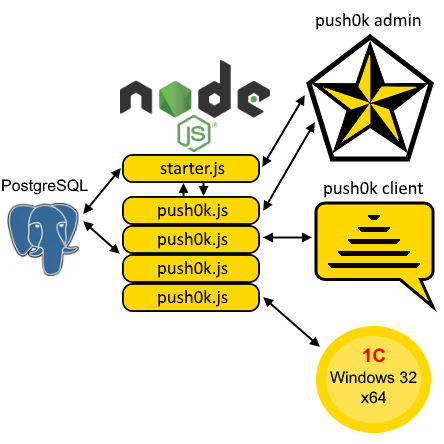 push0k admin
node
JS
starter.js
PostgreSQL
push0k client
push0k.js
push0k.js
push0k.js
push0k.js
1C
Windows 32
x64